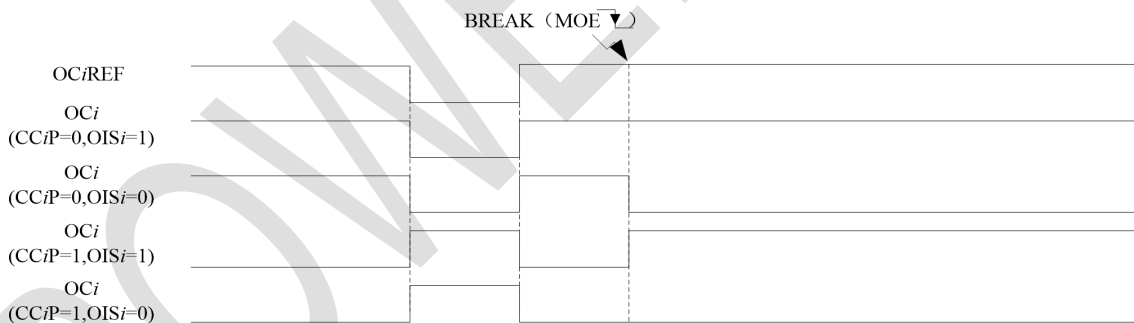 BREAK（MOE ）
OCiREF
OCi
(CCiP=0,OISi=1)
OCi
(CCiP=0,OISi=0)
OCi
(CCiP=1,OISi=1)
OCi
(CCiP=1,OISi=0)